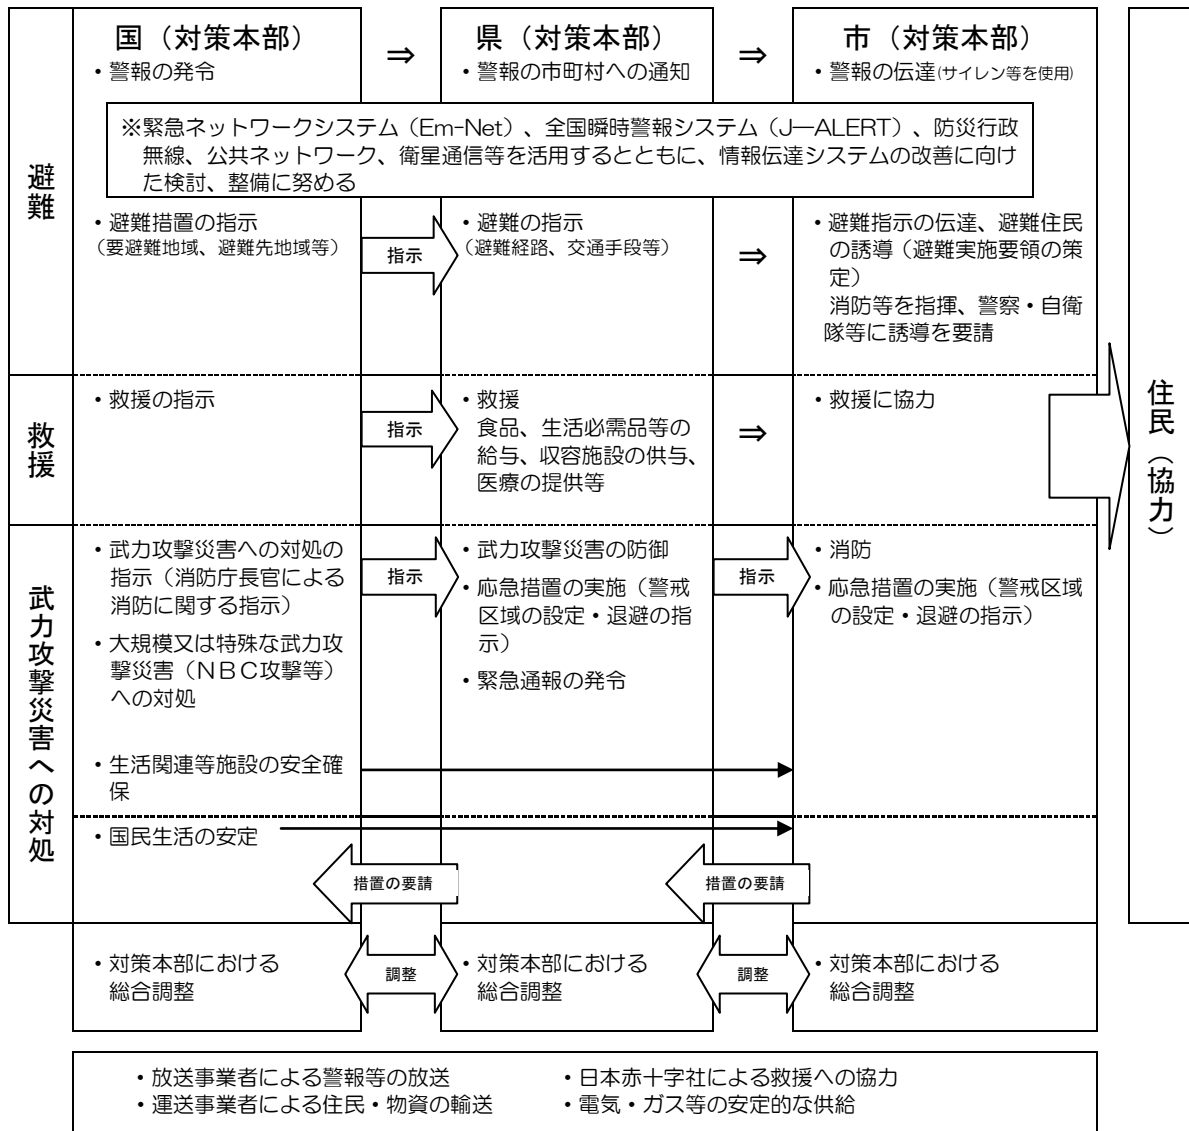 避難
国（対策本部）
・警報の発令
⇒
県（対策本部）
・警報の市町村への通知
⇒
市（対策本部）
・警報の伝達(サイレン等を使用)
※緊急ネットワークシステム（Em-Net）、全国瞬時警報システム（J―ALERT）、防災行政
無線、公共ネットワーク、衛星通信等を活用するとともに、情報伝達システムの改善に向け
た検討、整備に努める
・避難措置の指示
（要避難地域、避難先地域等）
指示
・避難の指示
（避難経路、交通手段等）
⇒
・避難指示の伝達、避難住民
の誘導（避難実施要領の策
定）
消防等を指揮、警察・自衛
隊等に誘導を要請
救援
・救援の指示
指示
・救援
食品、生活必需品等の
給与、収容施設の供与、
医療の提供等
⇒
・救援に協力
住民（協力）
武力攻撃災害への対処
・武力攻撃災害への対処の
指示（消防庁長官による
消防に関する指示）
・大規模又は特殊な武力攻
撃災害（ＮＢＣ攻撃等）
への対処
・生活関連等施設の安全確
保
・国民生活の安定
指示
・武力攻撃災害の防御
・応急措置の実施（警戒
区域の設定・退避の指
示）
・緊急通報の発令
指示
・消防
・応急措置の実施（警戒区域
の設定・退避の指示）
措置の要請
措置の要請
・対策本部における
総合調整
調整
・対策本部における
総合調整
調整
・対策本部における
総合調整
・放送事業者による警報等の放送
・日本赤十字社による救援への協力
・運送事業者による住民・物資の輸送
・電気・ガス等の安定的な供給